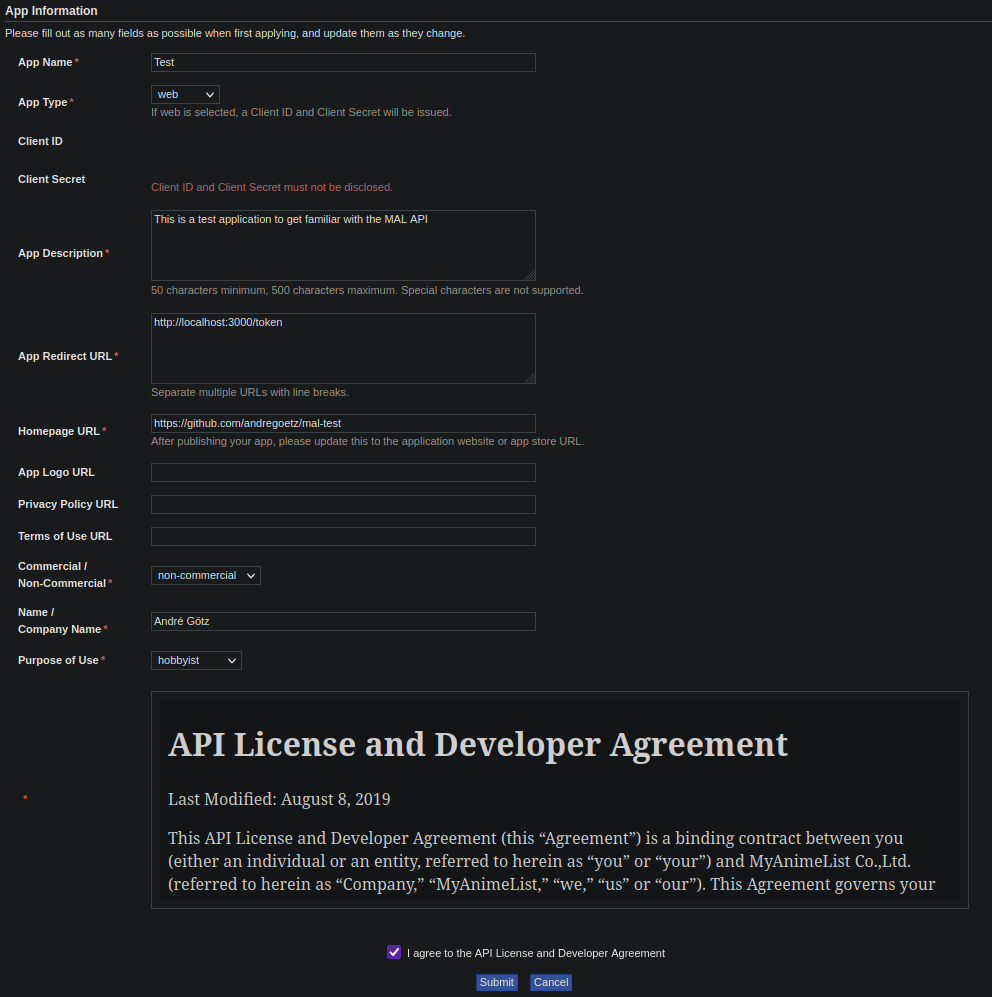 App Information
Please fill out as many fields as possible when first applying, and update them as they change.
App Name *
Test
App Type *
web
If web is selected, a Client ID and Client Secret will be issued.
Client ID
Client Secret
Client ID and Client Secret must not be disclosed.
App Description *
This is a test application to get familiar with the MAL API
50 characters minimum, 500 characters maximum. Special characters are not supported.
App Redirect URL *
http://localhost:3000/token
Separate multiple URLs with line breaks.
Homepage URL *
https://github.com/andregoetz/mal-test
After publishing your app, please update this to the application website or app store URL.
App Logo URL
Privacy Policy URL
Terms of Use URL
Commercial /
Non-Commercial *
non-commercial
Name /
Company Name *
André Götz
Purpose of Use *
hobbyist
*
API License and Developer Agreement
Last Modified: August 8, 2019
This API License and Developer Agreement (this “Agreement”) is a binding contract between you
(either an individual or an entity, referred to herein as “you” or “your”) and MyAnimeList Co.,Ltd.
(referred to herein as “Company,” “MyAnimeList,” “we,” “us” or “our”). This Agreement governs your
I agree to the API License and Developer Agreement
Submit
Cancel